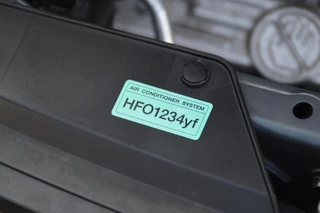 AIR CONDITIONER SYSTEM
HFO1234yf